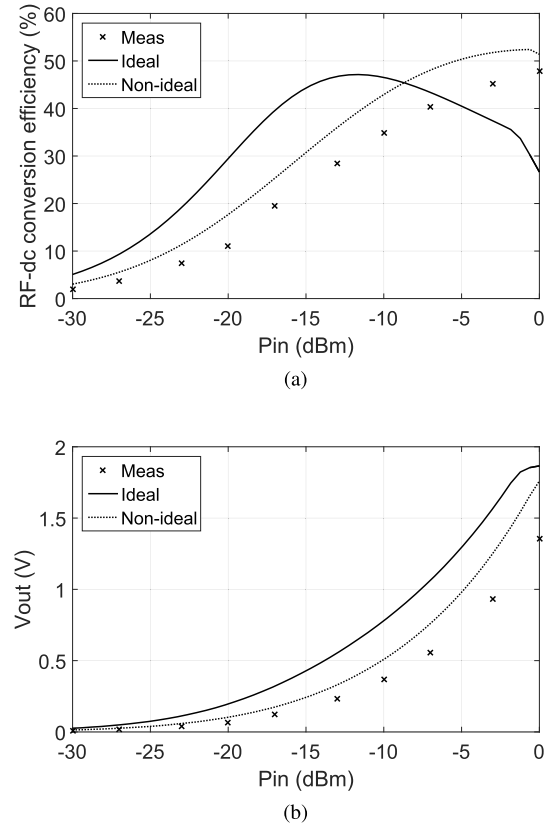 60
50
40
30
20
10
0
RF-dc conversion efficiency (%)
Meas
Ideal
Non-ideal
-30 -25 -20 -15 -10 -5 0
Pin (dBm)
(a)
2
1.5
1
0.5
0
Vout (V)
Meas
Ideal
Non-ideal
-30 -25 -20 -15 -10 -5 0
Pin (dBm)
(b)